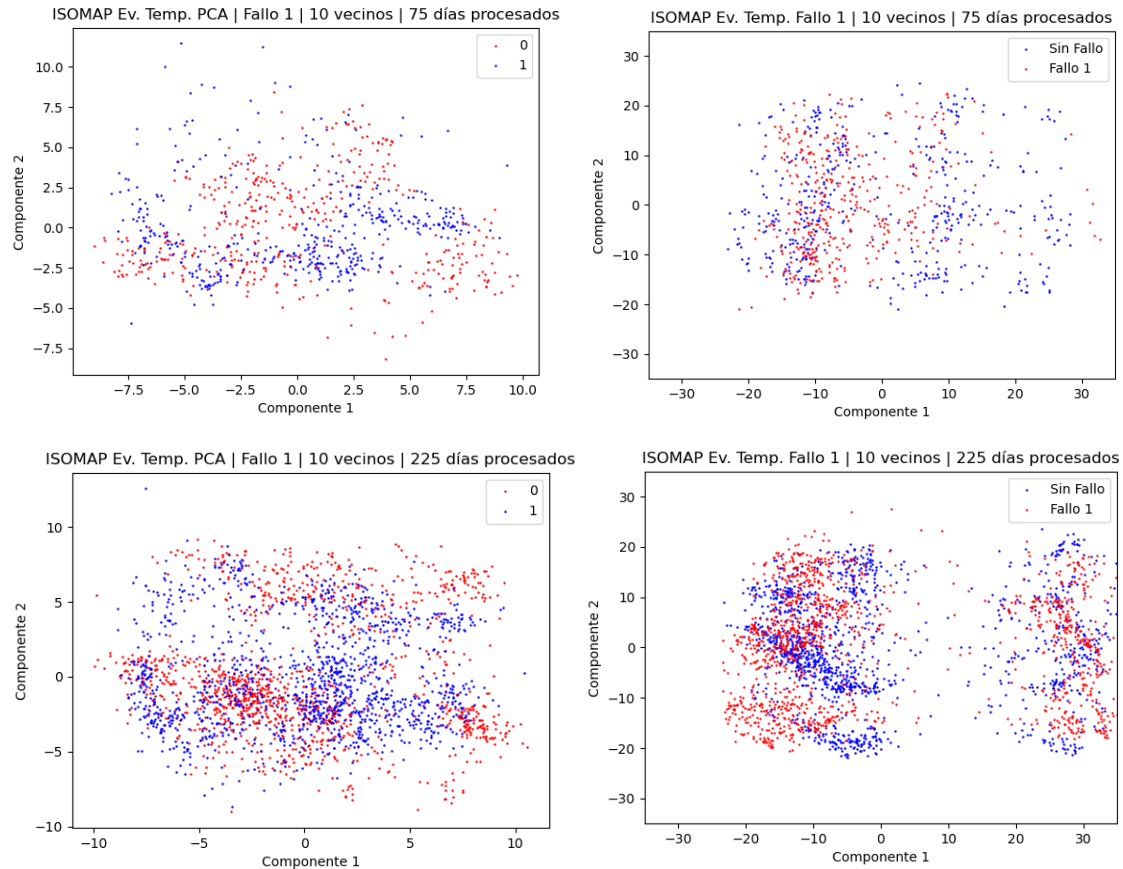 ISOMAP Ev. Temp. PCA | Fallo 1 | 10 vecinos | 75 días procesados
0
1
10.0
7.5
5.0
2.5
0.0
−2.5
−5.0
−7.5
Componente 2
−7.5 −5.0 −2.5 0.0 2.5 5.0 7.5 10.0
Componente 1
ISOMAP Ev. Temp. Fallo 1 | 10 vecinos | 75 días procesados
Sin Fallo
Fallo 1
30
20
10
0
−10
−20
−30
Componente 2
−30 −20 −10 0 10 20 30
Componente 1
ISOMAP Ev. Temp. PCA | Fallo 1 | 10 vecinos | 225 días procesados
0
1
10
5
0
−5
−10
Componente 2
−10 −5 0 5 10
Componente 1
ISOMAP Ev. Temp. Fallo 1 | 10 vecinos | 225 días procesados
Sin Fallo
Fallo 1
30
20
10
0
−10
−20
−30
Componente 2
−30 −20 −10 0 10 20 30
Componente 1